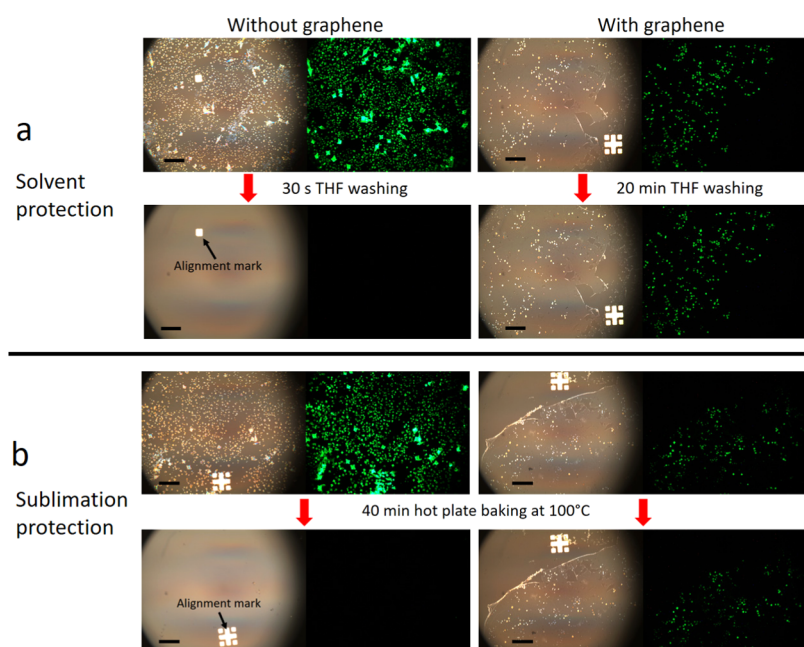 Without graphene
With graphene
a
Solvent
protection
30 s THF washing
20 min THF washing
Alignment mark
b
Sublimation
protection
40 min hot plate baking at 100°C
Alignment mark